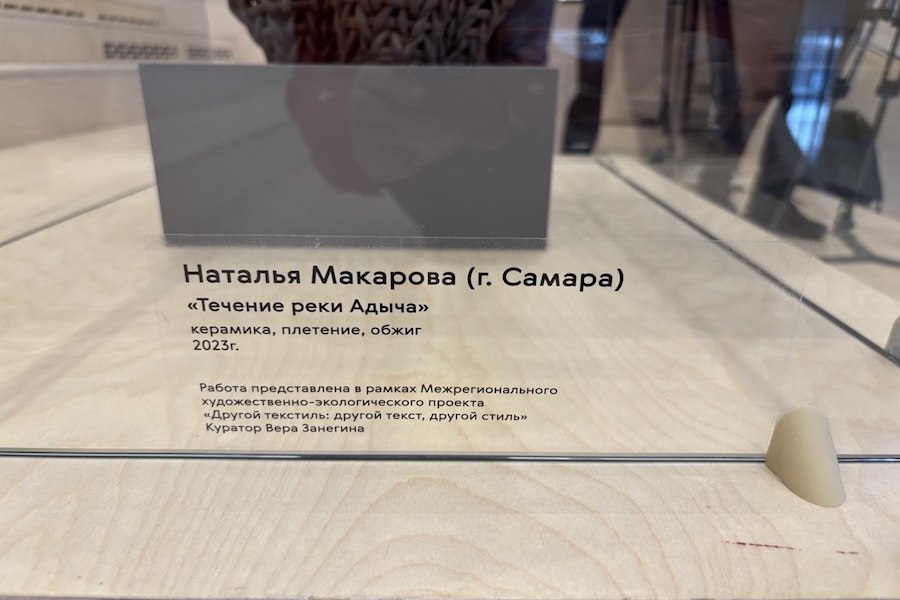 Наталья Макарова (г. Самара)
«Течение реки Адыча»
керамика, плетение, обжиг
2023г.
Работа представлена в рамках Межрегионального
художественно-экологического проекта
«Другой текстиль: другой текст, другой стиль»
Куратор Вера Занегина